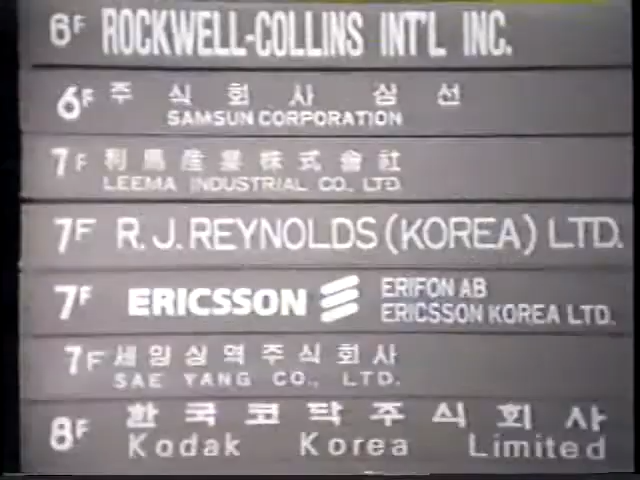 6F ROCKWELL-COLLINS INT'L INC.
6F 주식회사 삼선
SAMSUN CORPORATION
7F 利馬産業株式會社
LEEMA INDUSTRIAL CO., LTD.
7F R.J. REYNOLDS (KOREA) LTD.
7F ERICSSON ERIFON AB
ERICSSON KOREA LTD.
7F 세양상역주식회사
SAE YANG CO., LTD.
8F 한국코닥주식회사
Kodak Korea Limited